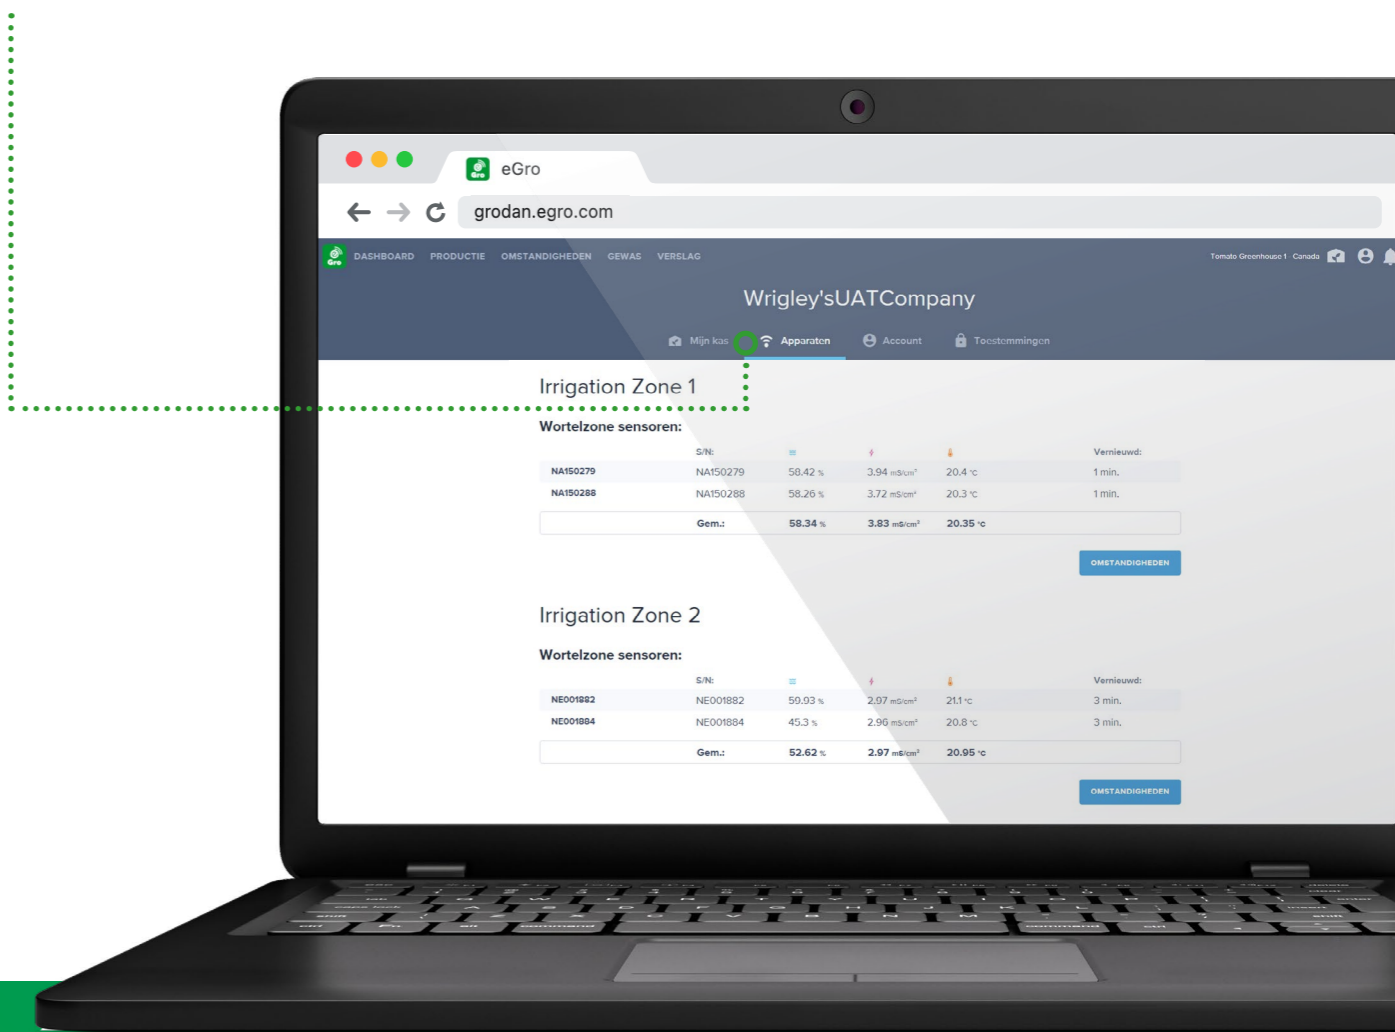 eGro
grodan.egro.com
DASHBOARD PRODUCTIE OMSTANDIGHEDEN GEWAS VERSLAG Tomato Greenhouse 1 Canada
Wrigley'sUATCompany
Mijn kas Apparaten Account Toestemmingen
Irrigation Zone 1
Wortelzone sensoren:
S/N: Vernieuwd:
NA150279 NA150279 58.42 % 3.94 mS/cm² 20.4 °C 1 min.
NA150288 NA150288 58.26 % 3.72 mS/cm² 20.3 °C 1 min.
Gem.: 58.34 % 3.83 mS/cm² 20.35 °C
OMSTANDIGHEDEN
Irrigation Zone 2
Wortelzone sensoren:
S/N: Vernieuwd:
NE001882 NE001882 59.93 % 2.97 mS/cm² 21.1 °C 3 min.
NE001884 NE001884 45.3 % 2.96 mS/cm² 20.8 °C 3 min.
Gem.: 52.62 % 2.97 mS/cm² 20.95 °C
OMSTANDIGHEDEN